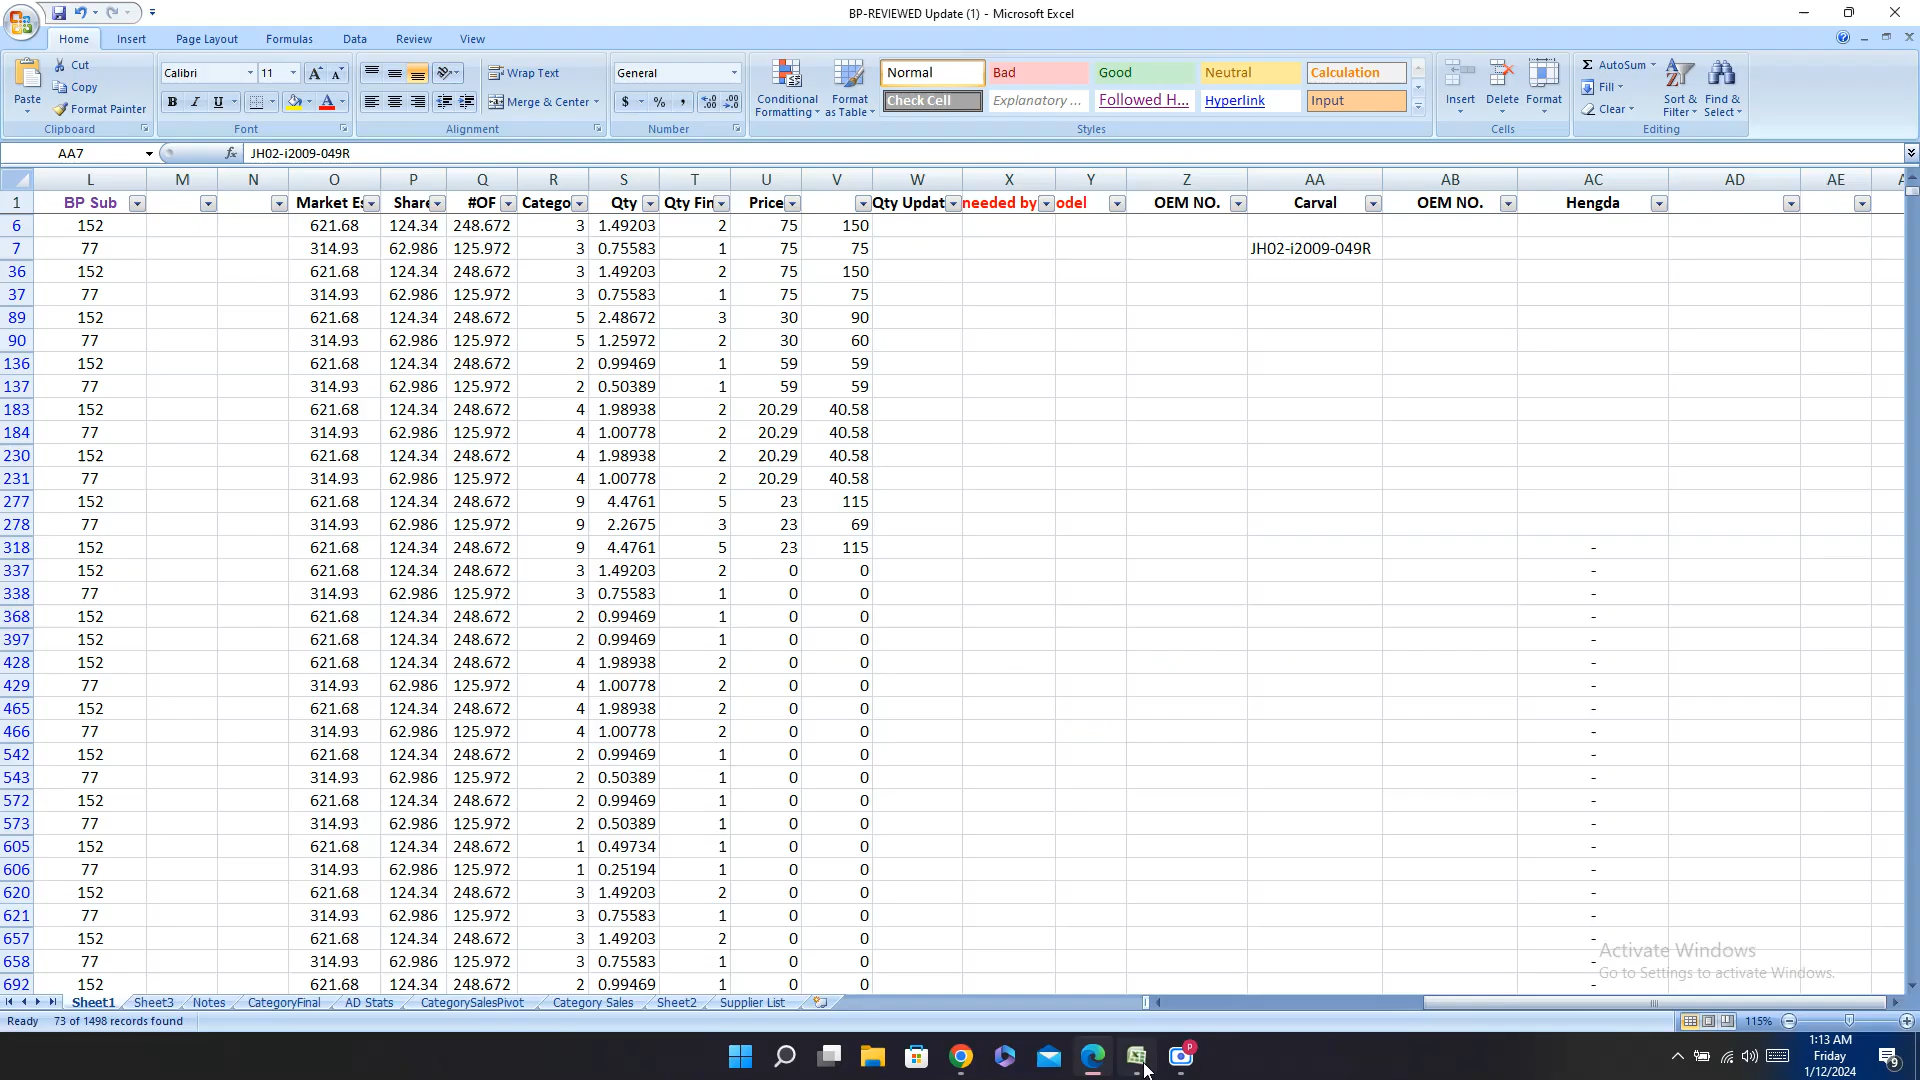 BP-REVIEWED Update (1) - Microsoft Excel
Home Insert Page Layout Formulas Data Review View
Paste Cut Copy Format Painter Clipboard
Calibri 11 B I U Font
Wrap Text Merge & Center Alignment
General $ % , Number
Conditional Formatting Format as Table
Normal Bad Good Neutral Calculation
Check Cell Explanatory ... Followed H... Hyperlink Input
Styles
Insert Delete Format Cells
Σ AutoSum Fill Clear Sort & Filter Find & Select Editing
AA7 fx JH02-i2009-049R
L M N O P Q R S T U V W X Y Z AA AB AC AD AE
1 BP Sub Market Es Share #OF Catego Qty Qty Fin Price Qty Updat needed by odel OEM NO. Carval OEM NO. Hengda
6 152 621.68 124.34 248.672 3 1.49203 2 75 150
7 77 314.93 62.986 125.972 3 0.75583 1 75 75 JH02-i2009-049R
36 152 621.68 124.34 248.672 3 1.49203 2 75 150
37 77 314.93 62.986 125.972 3 0.75583 1 75 75
89 152 621.68 124.34 248.672 5 2.48672 3 30 90
90 77 314.93 62.986 125.972 5 1.25972 2 30 60
136 152 621.68 124.34 248.672 2 0.99469 1 59 59
137 77 314.93 62.986 125.972 2 0.50389 1 59 59
183 152 621.68 124.34 248.672 4 1.98938 2 20.29 40.58
184 77 314.93 62.986 125.972 4 1.00778 2 20.29 40.58
230 152 621.68 124.34 248.672 4 1.98938 2 20.29 40.58
231 77 314.93 62.986 125.972 4 1.00778 2 20.29 40.58
277 152 621.68 124.34 248.672 9 4.4761 5 23 115
278 77 314.93 62.986 125.972 9 2.2675 3 23 69
318 152 621.68 124.34 248.672 9 4.4761 5 23 115 -
337 152 621.68 124.34 248.672 3 1.49203 2 0 0 -
338 77 314.93 62.986 125.972 3 0.75583 1 0 0 -
368 152 621.68 124.34 248.672 2 0.99469 1 0 0 -
397 152 621.68 124.34 248.672 2 0.99469 1 0 0 -
428 152 621.68 124.34 248.672 4 1.98938 2 0 0 -
429 77 314.93 62.986 125.972 4 1.00778 2 0 0 -
465 152 621.68 124.34 248.672 4 1.98938 2 0 0 -
466 77 314.93 62.986 125.972 4 1.00778 2 0 0 -
542 152 621.68 124.34 248.672 2 0.99469 1 0 0 -
543 77 314.93 62.986 125.972 2 0.50389 1 0 0 -
572 152 621.68 124.34 248.672 2 0.99469 1 0 0 -
573 77 314.93 62.986 125.972 2 0.50389 1 0 0 -
605 152 621.68 124.34 248.672 1 0.49734 1 0 0 -
606 77 314.93 62.986 125.972 1 0.25194 1 0 0 -
620 152 621.68 124.34 248.672 3 1.49203 2 0 0 -
621 77 314.93 62.986 125.972 3 0.75583 1 0 0 -
657 152 621.68 124.34 248.672 3 1.49203 2 0 0 -
658 77 314.93 62.986 125.972 3 0.75583 1 0 0 -
692 152 621.68 124.34 248.672 2 0.99469 1 0 0 -
Activate Windows
Go to Settings to activate Windows.
Sheet1 Sheet3 Notes CategoryFinal AD Stats CategorySalesPivot Category Sales Sheet2 Supplier List
Ready 73 of 1498 records found 115%
1:13 AM
Friday
1/12/2024
9